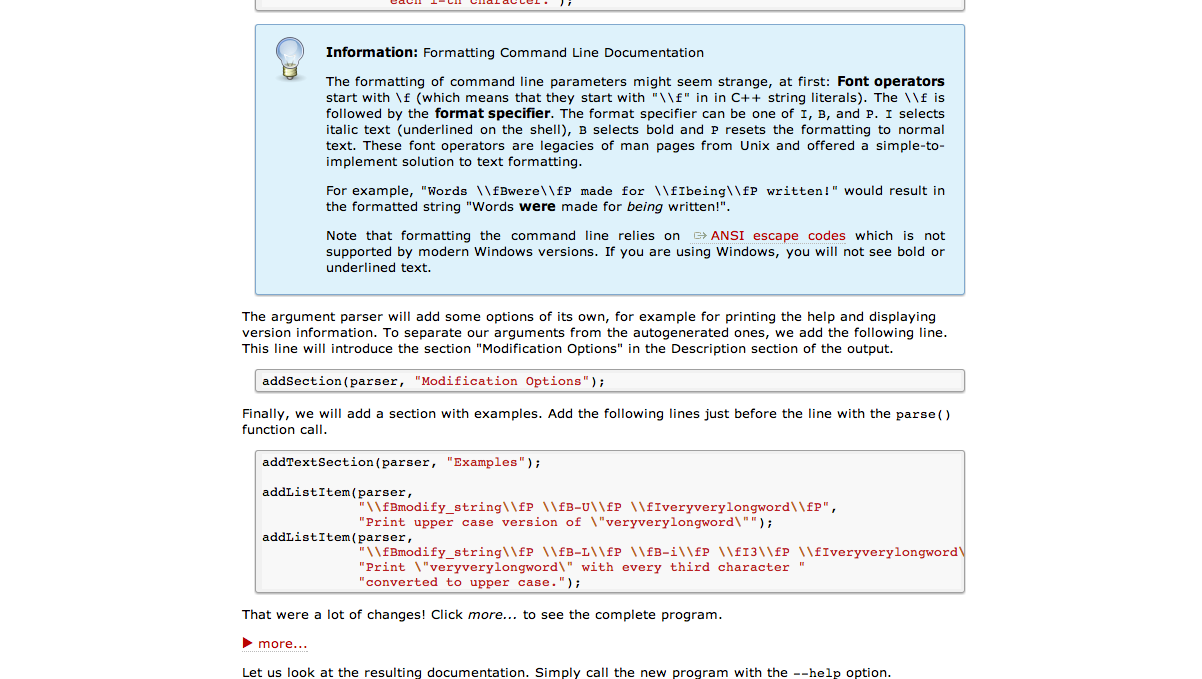 each i-th character.");
Information: Formatting Command Line Documentation
The formatting of command line parameters might seem strange, at first: Font operators
start with \f (which means that they start with "\\f" in in C++ string literals). The \\f is
followed by the format specifier. The format specifier can be one of I, B, and P. I selects
italic text (underlined on the shell), B selects bold and P resets the formatting to normal
text. These font operators are legacies of man pages from Unix and offered a simple-to-
implement solution to text formatting.
For example, "Words \\fBwere\\fP made for \\fIbeing\\fP written!" would result in
the formatted string "Words were made for being written!".
Note that formatting the command line relies on ANSI escape codes which is not
supported by modern Windows versions. If you are using Windows, you will not see bold or
underlined text.
The argument parser will add some options of its own, for example for printing the help and displaying
version information. To separate our arguments from the autogenerated ones, we add the following line.
This line will introduce the section "Modification Options" in the Description section of the output.
addSection(parser, "Modification Options");
Finally, we will add a section with examples. Add the following lines just before the line with the parse()
function call.
addTextSection(parser, "Examples");
addListItem(parser,
"\\fBmodify_string\\fP \\fB-U\\fP \\fIveryverylongword\\fP",
"Print upper case version of \"veryverylongword\"");
addListItem(parser,
"\\fBmodify_string\\fP \\fB-L\\fP \\fB-i\\fP \\fI3\\fP \\fIveryverylongword\
"Print \"veryverylongword\" with every third character "
"converted to upper case.");
That were a lot of changes! Click more... to see the complete program.
more...
Let us look at the resulting documentation. Simply call the new program with the --help option.